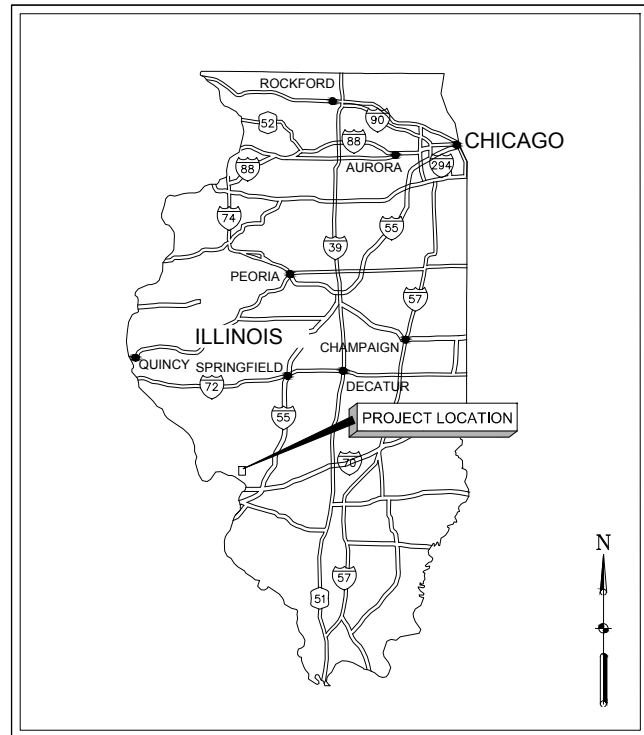 ROCKFORD
52
90
CHICAGO
88
AURORA
88
294
74
55
39
PEORIA
57
ILLINOIS
CHAMPAIGN
QUINCY
SPRINGFIELD
72
DECATUR
55
PROJECT LOCATION
70
N
57
51